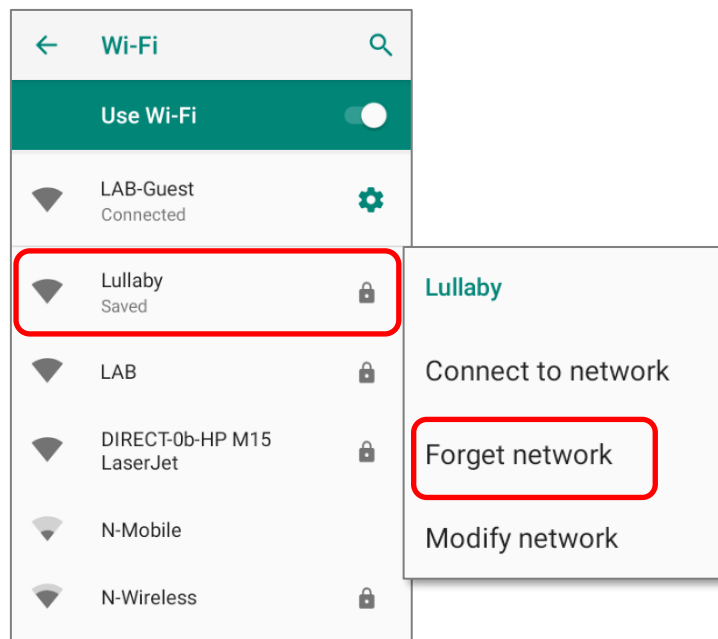 Wi-Fi
Use Wi-Fi
LAB-Guest
Connected
Lullaby
Saved
LAB
DIRECT-0b-HP M15
LaserJet
N-Mobile
N-Wireless
Lullaby
Connect to network
Forget network
Modify network